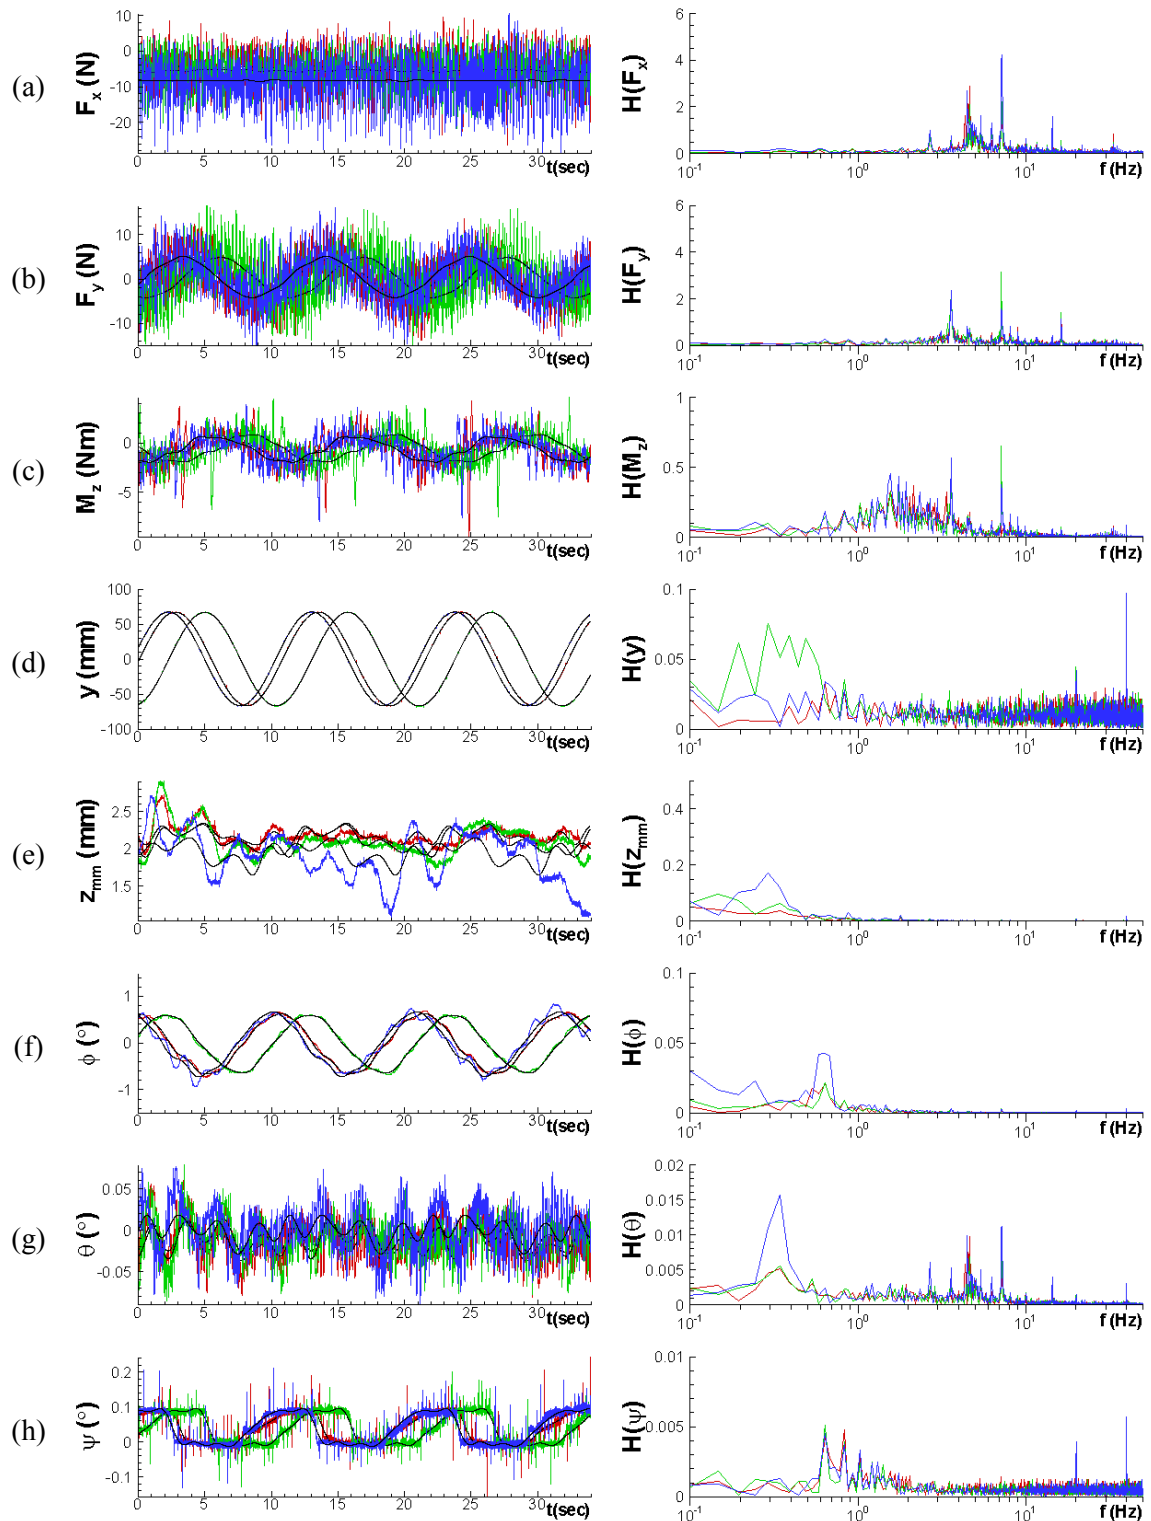 (a)
F_x (N)
10
0
-10
-20
0 5 10 15 20 25 30
t(sec)
H(F_x)
6
4
2
0
10^-1 10^0 10^1
f (Hz)
(b)
F_y (N)
10
0
-10
0 5 10 15 20 25 30
t(sec)
H(F_y)
6
4
2
0
10^-1 10^0 10^1
f (Hz)
(c)
M_z (Nm)
0
-5
0 5 10 15 20 25 30
t(sec)
H(M_z)
1
0.5
0
10^-1 10^0 10^1
f (Hz)
(d)
y (mm)
100
50
0
-50
-100
0 5 10 15 20 25 30
t(sec)
H(y)
0.1
0.05
0
10^-1 10^0 10^1
f (Hz)
(e)
z_mm (mm)
2.5
2
1.5
0 5 10 15 20 25 30
t(sec)
H(z_mm)
0.4
0.2
0
10^-1 10^0 10^1
f (Hz)
(f)
ϕ (°)
1
0
-1
0 5 10 15 20 25 30
t(sec)
H(ϕ)
0.1
0.05
0
10^-1 10^0 10^1
f (Hz)
(g)
θ (°)
0.05
0
-0.05
0 5 10 15 20 25 30
t(sec)
H(θ)
0.02
0.015
0.01
0.005
0
10^-1 10^0 10^1
f (Hz)
(h)
ψ (°)
0.2
0.1
0
-0.1
0 5 10 15 20 25 30
t(sec)
H(ψ)
0.01
0.005
0
10^-1 10^0 10^1
f (Hz)